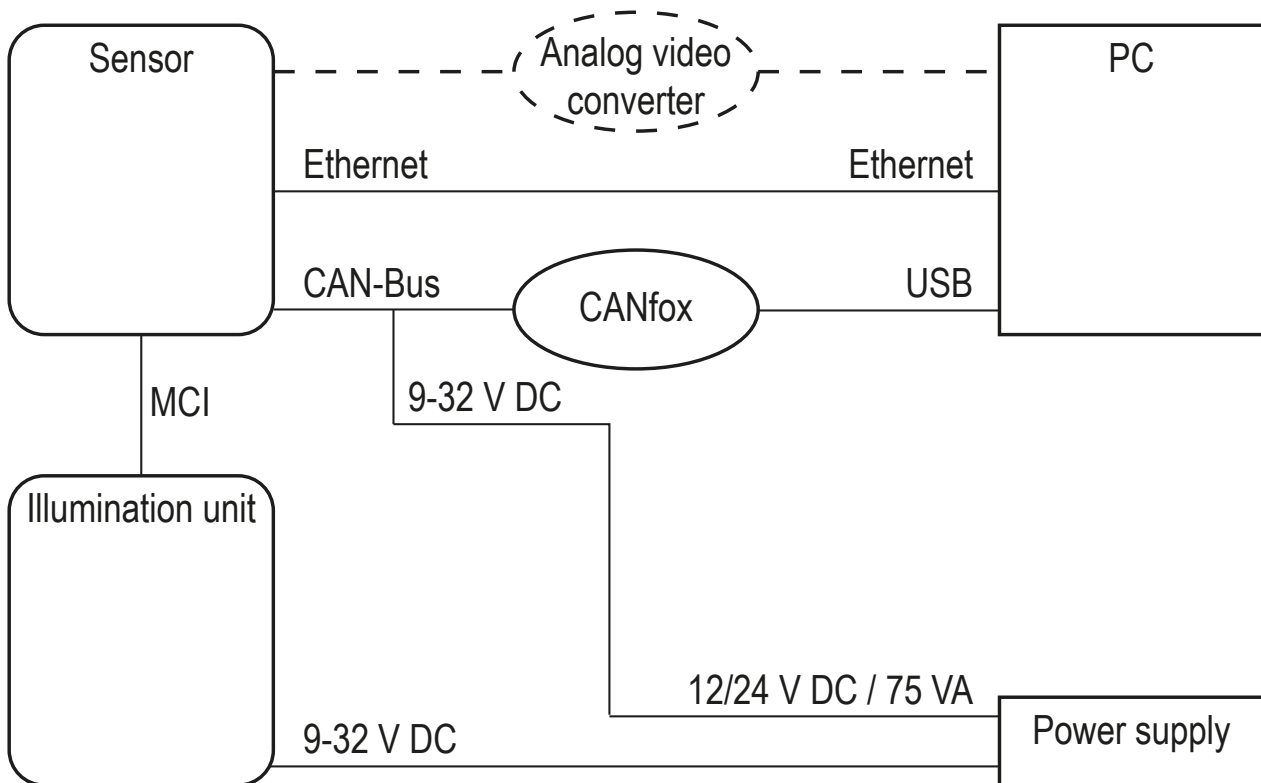 Sensor
Analog video
converter
PC
Ethernet
Ethernet
CAN-Bus
CANfox
USB
MCI
9-32 V DC
Illumination unit
12/24 V DC / 75 VA
Power supply
9-32 V DC